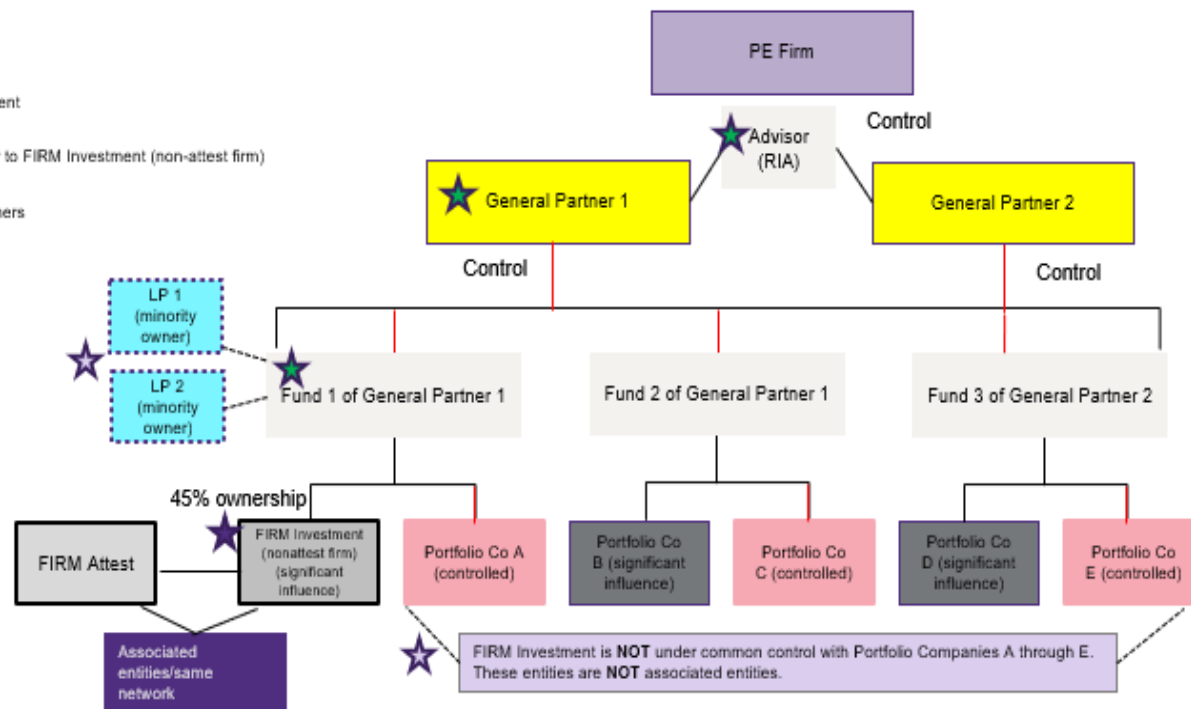 PE Firm
ent
Control
Advisor
(RIA)
to FIRM Investment (non-attest firm)
General Partner 1
General Partner 2
ners
Control
Control
LP 1
(minority
owner)
LP 2
(minority
owner)
Fund 1 of General Partner 1
Fund 2 of General Partner 1
Fund 3 of General Partner 2
45% ownership
FIRM Attest
FIRM Investment
(nonattest firm)
(significant
influence)
Portfolio Co A
(controlled)
Portfolio Co
B (significant
influence)
Portfolio Co
C (controlled)
Portfolio Co
D (significant
influence)
Portfolio Co
E (controlled)
Associated
entities/same
network
FIRM Investment is NOT under common control with Portfolio Companies A through E.
These entities are NOT associated entities.